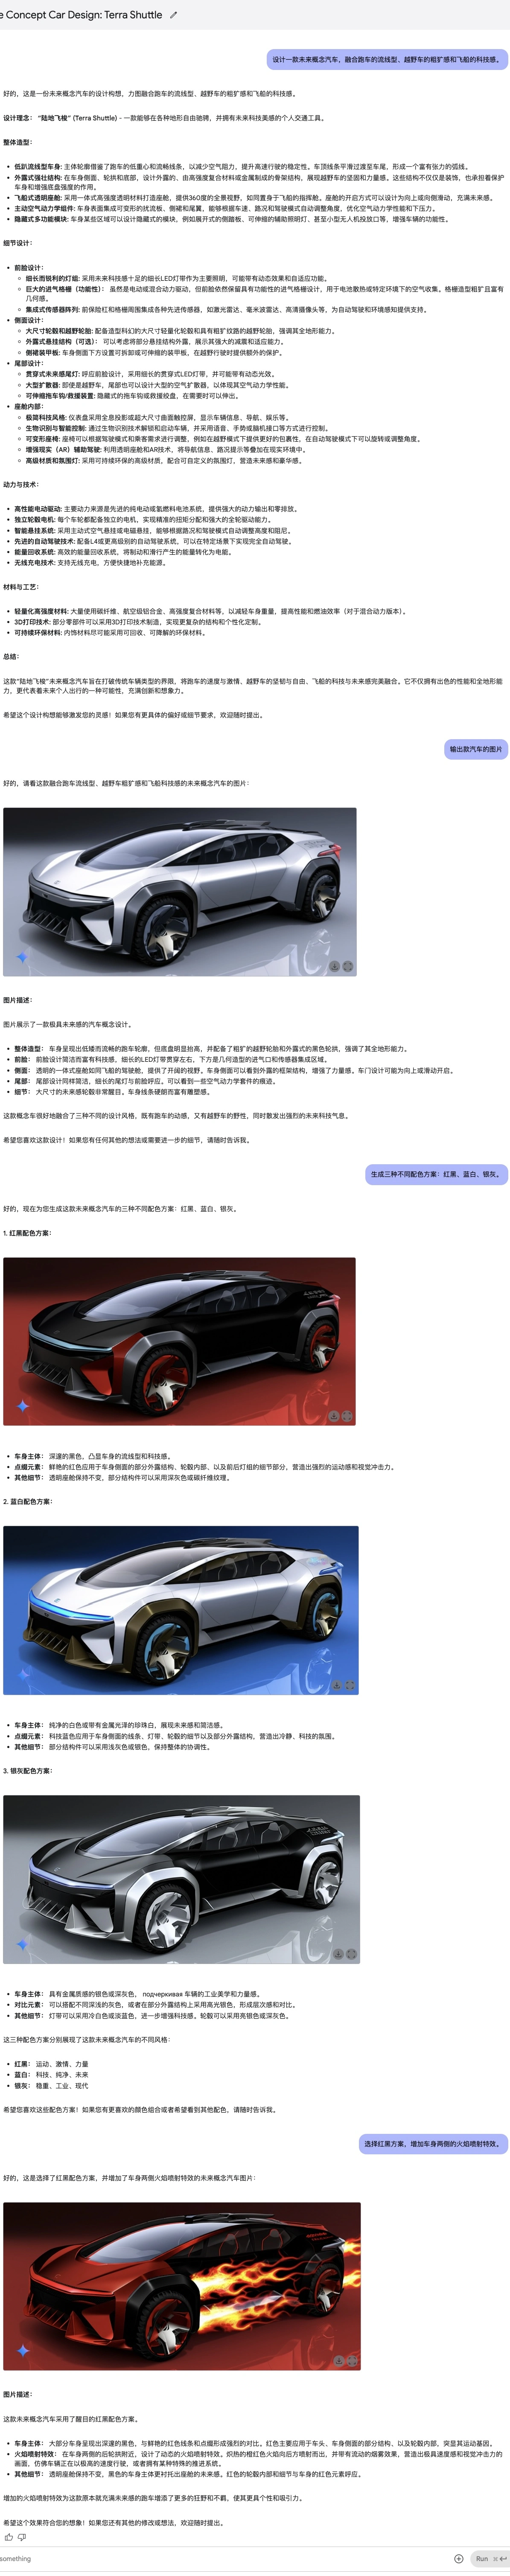 e Concept Car Design: Terra Shuttle
设计一款未来概念汽车，融合跑车的流线型、越野车的粗犷感和飞船的科技感。
好的，这是一份未来概念汽车的设计构想，力图融合跑车的流线感、越野车的粗犷感和飞船的科技感。
设计理念： “陆地飞梭” (Terra Shuttle) - 一款能够在各种地形自由驰骋，并拥有未来科技美感的个人交通工具。
整体造型：
• 低趴流线型车身: 主体轮廓借鉴了跑车的低重心和流畅线条，以减少空气阻力，提升高速行驶的稳定性。车顶线条平滑过渡至车尾，形成一个富有张力的弧线。
• 外露式强壮结构: 在车身侧面、轮拱和底部，设计外露的、由高强度复合材料或金属制成的骨架结构，展现越野车的坚固和力量感。这些结构不仅仅是装饰，也承担着保护
车身和增强底盘强度的作用。
• 飞船式透明座舱: 采用一体式高强度透明材料打造座舱，提供360度的全景视野，如同置身于飞船的指挥舱。座舱的开启方式可以设计为向上或向侧滑动，充满未来感。
• 主动空气动力学组件: 车身表面集成可变形的扰流板、侧裙和尾翼，能够根据车速、路况和驾驶模式自动调整角度，优化空气动力学性能和下压力。
• 隐藏式多功能模块: 车身某些区域可以设计隐藏式的模块，例如展开式的侧踏板、可伸缩的辅助照明灯、甚至小型无人机投放口等，增强车辆的功能性。
细节设计：
• 前脸设计：
◦ 细长而锐利的灯组: 采用未来科技感十足的细长LED灯带作为主要照明，可能带有动态效果和自适应功能。
◦ 巨大的进气格栅（功能性）： 虽然是电动或混合动力驱动，但前脸依然保留具有功能性的进气格栅设计，用于电池散热或特定环境下的空气收集。格栅造型粗犷且富有
几何感。
◦ 集成式传感器阵列: 前保险杠和格栅周围集成各种先进传感器，如激光雷达、毫米波雷达、高清摄像头等，为自动驾驶和环境感知提供支持。
• 侧面设计：
◦ 大尺寸轮毂和越野轮胎: 配备造型科幻的大尺寸轻量化轮毂和具有粗犷纹路的越野轮胎，强调其全地形能力。
◦ 外露式悬挂结构（可选）： 可以考虑将部分悬挂结构外露，展示其强大的减震和适应能力。
◦ 侧裙装甲板: 车身侧面下方设置可拆卸或可伸缩的装甲板，在越野行驶时提供额外的保护。
• 尾部设计：
◦ 贯穿式未来感尾灯: 呼应前脸设计，采用细长的贯穿式LED灯带，并可能带有动态光效。
◦ 大型扩散器: 即使是越野车，尾部也可以设计大型的空气扩散器，以体现其空气动力学性能。
◦ 可伸缩拖车钩/救援装置: 隐藏式的拖车钩或救援绞盘，在需要时可以伸出。
• 座舱内部：
◦ 极简科技风格: 仪表盘采用全息投影或超大尺寸曲面触控屏，显示车辆信息、导航、娱乐等。
◦ 生物识别与智能控制: 通过生物识别技术解锁和启动车辆，并采用语音、手势或脑机接口等方式进行控制。
◦ 可变形座椅: 座椅可以根据驾驶模式和乘客需求进行调整，例如在越野模式下提供更好的包裹性，在自动驾驶模式下可以旋转或调整角度。
◦ 增强现实（AR）辅助驾驶: 利用透明座舱和AR技术，将导航信息、路况提示等叠加在现实环境中。
◦ 高级材质和氛围灯: 采用可持续环保的高级材质，配合可自定义的氛围灯，营造未来感和豪华感。
动力与技术：
• 高性能电动驱动: 主要动力来源是先进的纯电动或氢燃料电池系统，提供强大的动力输出和零排放。
• 独立轮毂电机: 每个车轮都配备独立的电机，实现精准的扭矩分配和强大的全轮驱动能力。
• 智能悬挂系统: 采用主动式空气悬挂或电磁悬挂，能够根据路况和驾驶模式自动调整高度和阻尼。
• 先进的自动驾驶技术: 配备L4或更高级别的自动驾驶系统，可以在特定场景下实现完全自动驾驶。
• 能量回收系统: 高效的能量回收系统，将制动和滑行产生的能量转化为电能。
• 无线充电技术: 支持无线充电，方便快捷地补充能源。
材料与工艺：
• 轻量化高强度材料: 大量使用碳纤维、航空级铝合金、高强度复合材料等，以减轻车身重量，提高性能和燃油效率（对于混合动力版本）。
• 3D打印技术: 部分零部件可以采用3D打印技术制造，实现更复杂的结构和个性化定制。
• 可持续环保材料: 内饰材料尽可能采用可回收、可降解的环保材料。
总结：
这款“陆地飞梭”未来概念汽车旨在打破传统车辆类型的界限，将跑车的速度与激情、越野车的坚韧与自由、飞船的科技与未来感完美融合。它不仅拥有出色的性能和全地形能
力，更代表着未来个人出行的一种可能性，充满创新和想象力。
希望这个设计构想能够激发您的灵感！如果您有更具体的偏好或细节要求，欢迎随时提出。
输出款汽车的图片
好的，请看这款融合跑车流线型、越野车粗犷感和飞船科技感的未来概念汽车的图片：
图片描述：
图片展示了一款极具未来感的汽车概念设计。
• 整体造型： 车身呈现出低矮而流畅的跑车轮廓，但底盘明显抬高，并配备了粗犷的越野轮胎和外露式的黑色轮拱，强调了其全地形能力。
• 前脸： 前脸设计简洁而富有科技感，细长的LED灯带贯穿左右，下方是几何造型的进气口和传感器集成区域。
• 侧面： 透明的一体式座舱如同飞船的驾驶舱，提供了开阔的视野。车身侧面可以看到外露的框架结构，增强了力量感。车门设计可能为向上或滑动开启。
• 尾部： 尾部设计同样简洁，细长的尾灯与前脸呼应。可以看到一些空气动力学套件的痕迹。
• 细节： 大尺寸的未来感轮毂非常醒目。车身线条硬朗而富有雕塑感。
这款概念车很好地融合了三种不同的设计风格，既有跑车的动感，又有越野车的野性，同时散发出强烈的未来科技气息。
希望您喜欢这款设计！如果您有任何其他的想法或需要进一步的细节，请随时告诉我。
生成三种不同配色方案：红黑、蓝白、银灰。
好的，现在为您生成这款未来概念汽车的三种不同配色方案：红黑、蓝白、银灰。
1. 红黑配色方案：
• 车身主体： 深邃的黑色，凸显车身的流线型和科技感。
• 点缀元素： 鲜艳的红色应用于车身侧面的部分外露结构、轮毂内部、以及前后灯组的细节部分，营造出强烈的运动感和视觉冲击力。
• 其他细节： 透明座舱保持不变，部分结构件可以采用深灰色或碳纤维纹理。
2. 蓝白配色方案：
• 车身主体： 纯净的白色或带有金属光泽的珍珠白，展现未来感和简洁感。
• 点缀元素： 科技蓝色应用于车身侧面的线条、灯带、轮毂的细节以及部分外露结构，营造出冷静、科技的氛围。
• 其他细节： 部分结构件可以采用浅灰色或银色，保持整体的协调性。
3. 银灰配色方案：
• 车身主体： 具有金属质感的银色或深灰色， подчеркивая 车辆的工业美学和力量感。
• 对比元素： 可以搭配不同深浅的灰色，或者在部分外露结构上采用高光银色，形成层次感和对比。
• 其他细节： 灯带可以采用冷白色或淡蓝色，进一步增强科技感。轮毂可以采用亮银色或深灰色。
这三种配色方案分别展现了这款未来概念汽车的不同风格：
• 红黑： 运动、激情、力量
• 蓝白： 科技、纯净、未来
• 银灰： 稳重、工业、现代
希望您喜欢这些配色方案！如果您有更喜欢的颜色组合或者希望看到其他配色，请随时告诉我。
选择红黑方案，增加车身两侧的火焰喷射特效。
好的，这是选择了红黑配色方案，并增加了车身两侧火焰喷射特效的未来概念汽车图片：
图片描述：
这款未来概念汽车采用了醒目的红黑配色方案。
• 车身主体： 大部分车身呈现出深邃的黑色，与鲜艳的红色线条和点缀形成强烈的对比。红色主要应用于车头、车身侧面的部分结构、以及轮毂内部，突显其运动基因。
• 火焰喷射特效： 在车身两侧的后轮拱附近，设计了动态的火焰喷射特效。炽热的橙红色火焰向后方喷射而出，并带有流动的烟雾效果，营造出极具速度感和视觉冲击力的
画面，仿佛车辆正在以极高的速度行驶，或者拥有某种特殊的推进系统。
• 其他细节： 透明座舱保持不变，黑色的车身主体更衬托出座舱的未来感。红色的轮毂内部和细节与车身的红色元素呼应。
增加的火焰喷射特效为这款原本就充满未来感的跑车增添了更多的狂野和不羁，使其更具个性和吸引力。
希望这个效果符合您的想象！如果您还有其他的修改或想法，欢迎随时提出。
something
Run ⌘ ↩